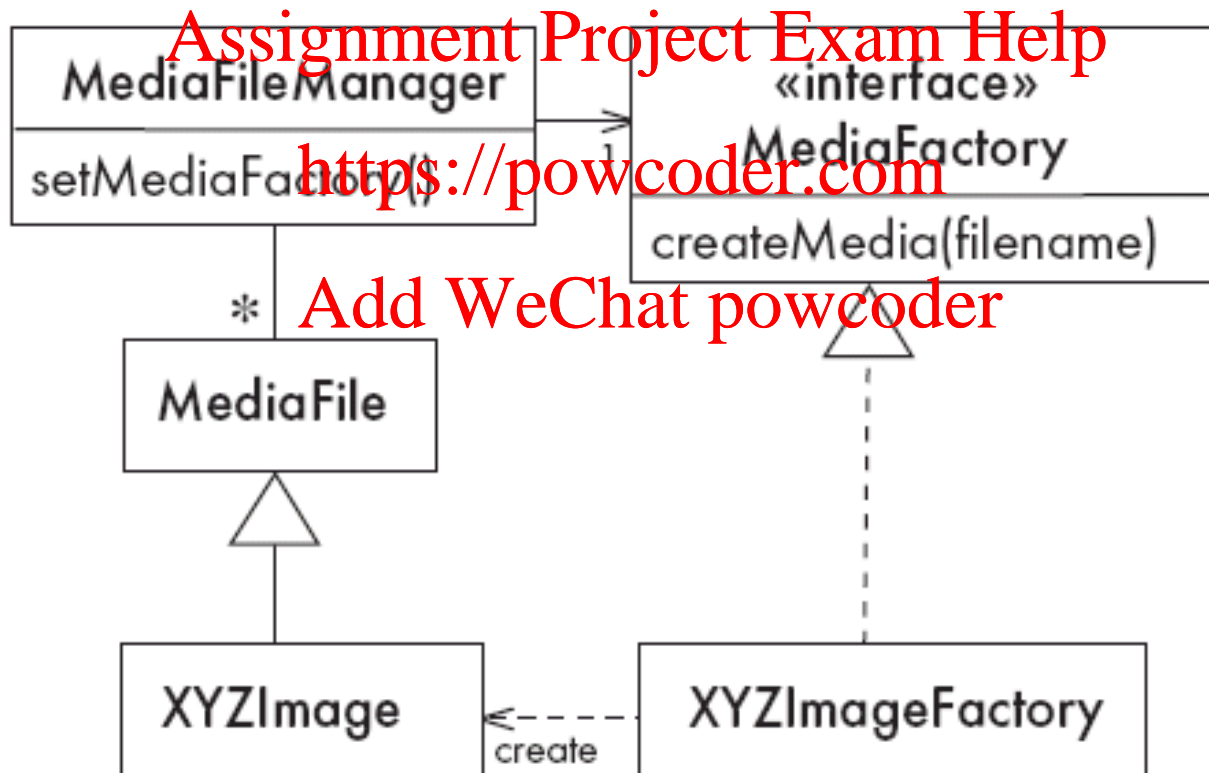 Assignment Project Exam Help
MediaFileManager
«interface»
MediaFactory
https://powcoder.com
setMediaFactory()
1
createMedia(filename)
Add WeChat powcoder
*
MediaFile
XYZImage
XYZImageFactory
create